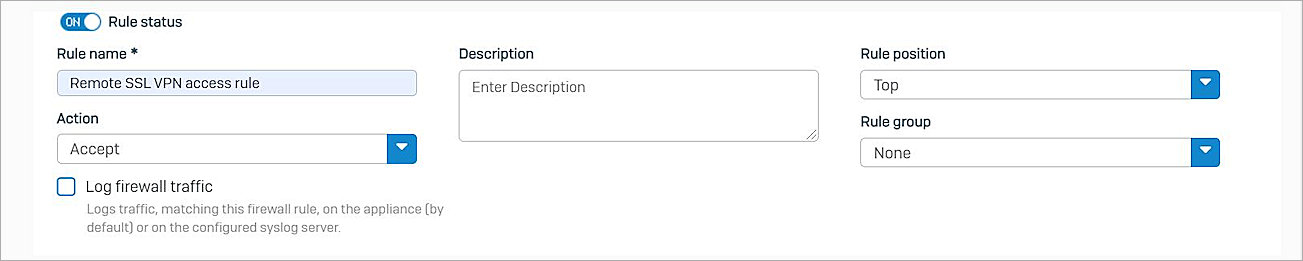 ON Rule status
Rule name *
Remote SSL VPN access rule
Action
Accept
Log firewall traffic
Logs traffic, matching this firewall rule, on the appliance (by
default) or on the configured syslog server.
Description
Enter Description
Rule position
Top
Rule group
None